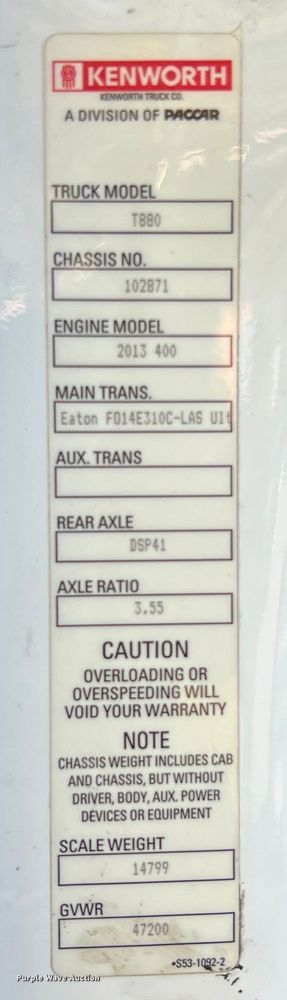 KENWORTH
KENWORTH TRUCK CO.
A DIVISION OF PACCAR
TRUCK MODEL
T880
CHASSIS NO.
102871
ENGINE MODEL
2013 400
MAIN TRANS.
Eaton FO14E310C-LAS Ult
AUX. TRANS
REAR AXLE
DSP41
AXLE RATIO
3.55
CAUTION
OVERLOADING OR
OVERSPEEDING WILL
VOID YOUR WARRANTY
NOTE
CHASSIS WEIGHT INCLUDES CAB
AND CHASSIS, BUT WITHOUT
DRIVER, BODY, AUX. POWER
DEVICES OR EQUIPMENT
SCALE WEIGHT
14799
GVWR
47200
•S53-1092-2
Purple Wave Auction